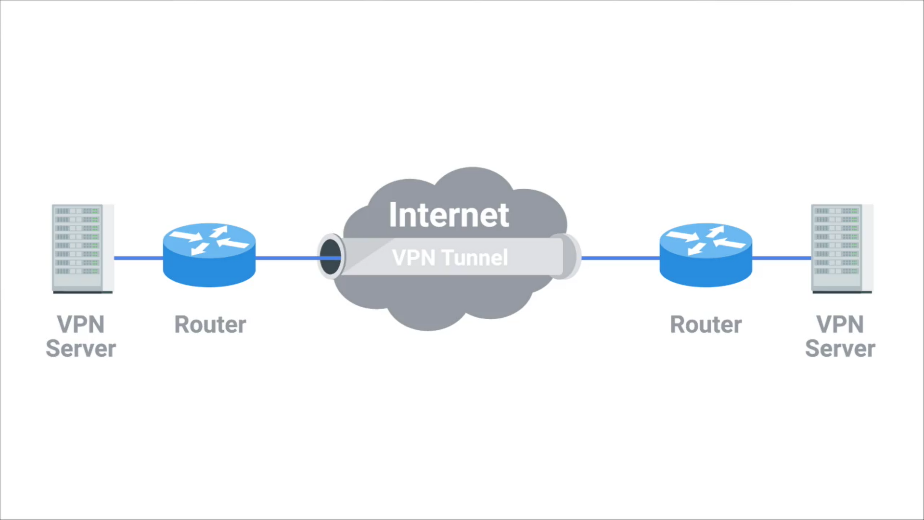 Internet
VPN Tunnel
VPN
Server
Router
Router
VPN
Server